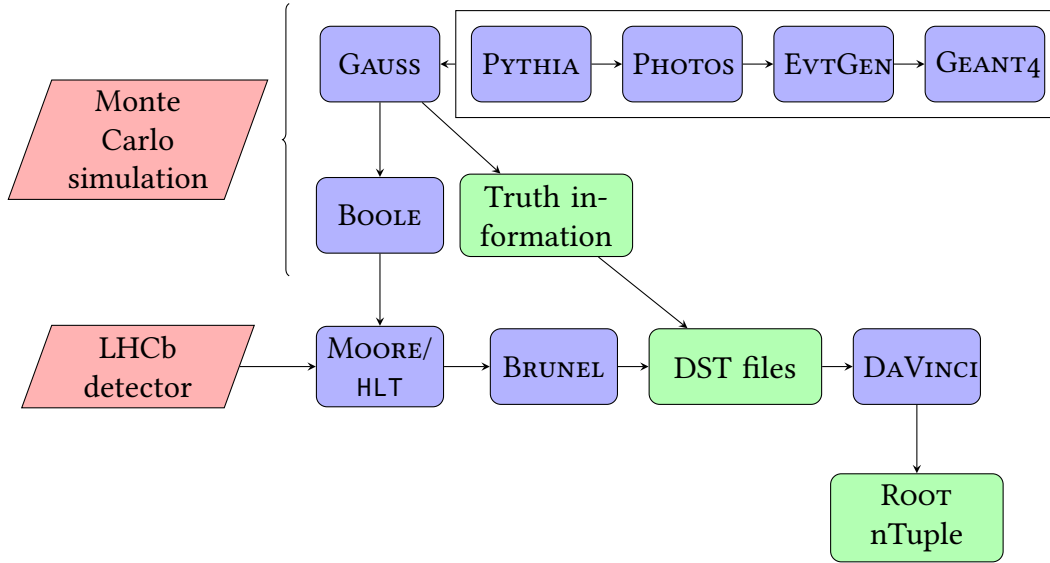 GAUSS
PYTHIA
PHOTOS
EVTGEN
GEANT4
Monte
Carlo
simulation
BOOLE
Truth in-
formation
LHCb
detector
MOORE/
HLT
BRUNEL
DST files
DAVINCI
ROOT
nTuple